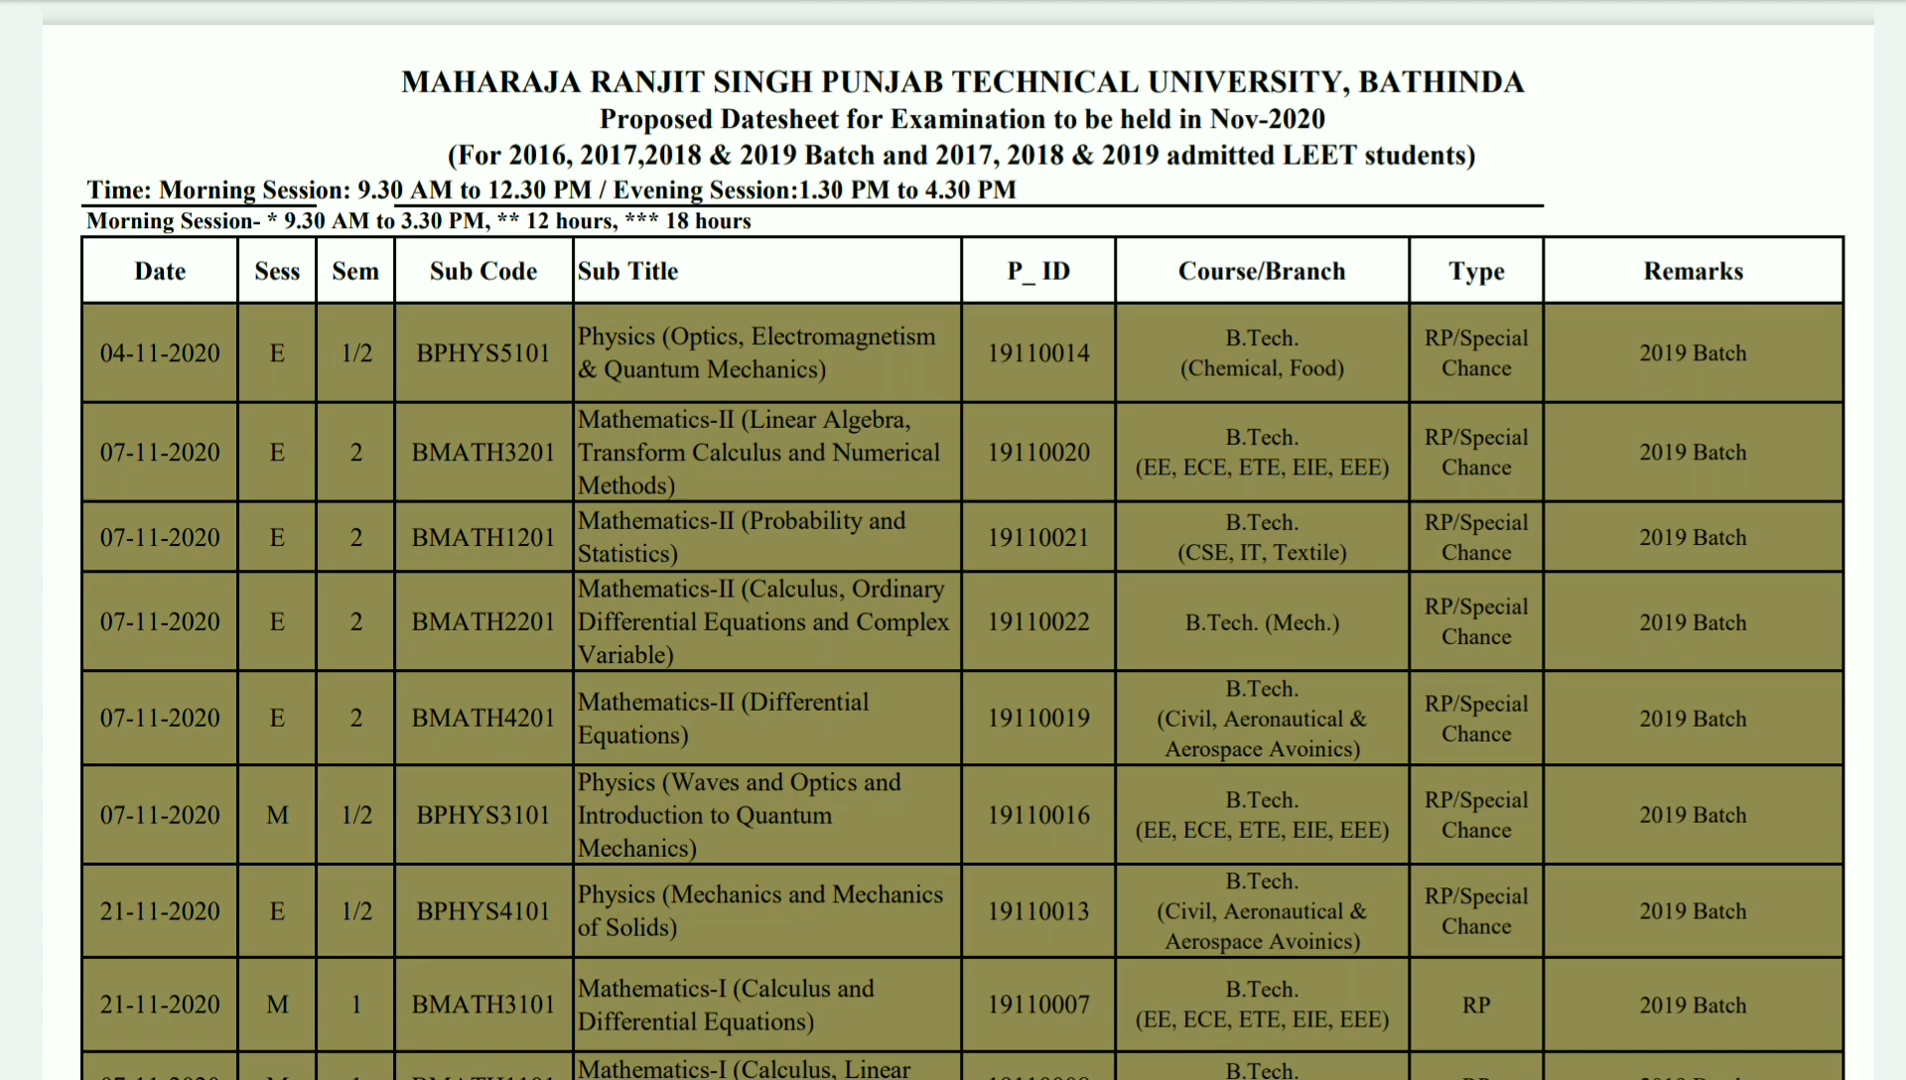 MAHARAJA RANJIT SINGH PUNJAB TECHNICAL UNIVERSITY, BATHINDA
Proposed Datesheet for Examination to be held in Nov-2020
(For 2016, 2017,2018 & 2019 Batch and 2017, 2018 & 2019 admitted LEET students)
Time: Morning Session: 9.30 AM to 12.30 PM / Evening Session:1.30 PM to 4.30 PM
Morning Session- * 9.30 AM to 3.30 PM, ** 12 hours, *** 18 hours
Date Sess Sem Sub Code Sub Title P_ ID Course/Branch Type Remarks
04-11-2020 E 1/2 BPHYS5101 Physics (Optics, Electromagnetism
& Quantum Mechanics) 19110014 B.Tech.
(Chemical, Food) RP/Special
Chance 2019 Batch
07-11-2020 E 2 BMATH3201 Mathematics-II (Linear Algebra,
Transform Calculus and Numerical
Methods) 19110020 B.Tech.
(EE, ECE, ETE, EIE, EEE) RP/Special
Chance 2019 Batch
07-11-2020 E 2 BMATH1201 Mathematics-II (Probability and
Statistics) 19110021 B.Tech.
(CSE, IT, Textile) RP/Special
Chance 2019 Batch
07-11-2020 E 2 BMATH2201 Mathematics-II (Calculus, Ordinary
Differential Equations and Complex
Variable) 19110022 B.Tech. (Mech.) RP/Special
Chance 2019 Batch
07-11-2020 E 2 BMATH4201 Mathematics-II (Differential
Equations) 19110019 B.Tech.
(Civil, Aeronautical &
Aerospace Avoinics) RP/Special
Chance 2019 Batch
07-11-2020 M 1/2 BPHYS3101 Physics (Waves and Optics and
Introduction to Quantum
Mechanics) 19110016 B.Tech.
(EE, ECE, ETE, EIE, EEE) RP/Special
Chance 2019 Batch
21-11-2020 E 1/2 BPHYS4101 Physics (Mechanics and Mechanics
of Solids) 19110013 B.Tech.
(Civil, Aeronautical &
Aerospace Avoinics) RP/Special
Chance 2019 Batch
21-11-2020 M 1 BMATH3101 Mathematics-I (Calculus and
Differential Equations) 19110007 B.Tech.
(EE, ECE, ETE, EIE, EEE) RP 2019 Batch
Mathematics-I (Calculus, Linear B.Tech.